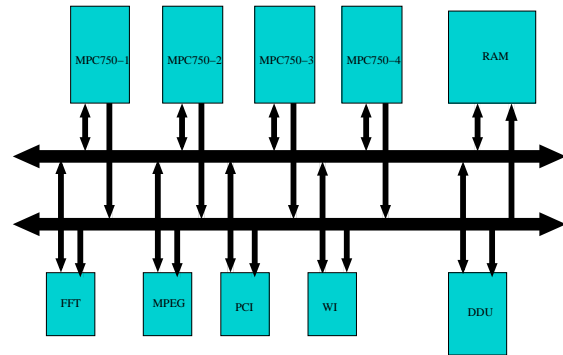 MPC750-1
MPC750-2
MPC750-3
MPC750-4
RAM
FFT
MPEG
PCI
WI
DDU